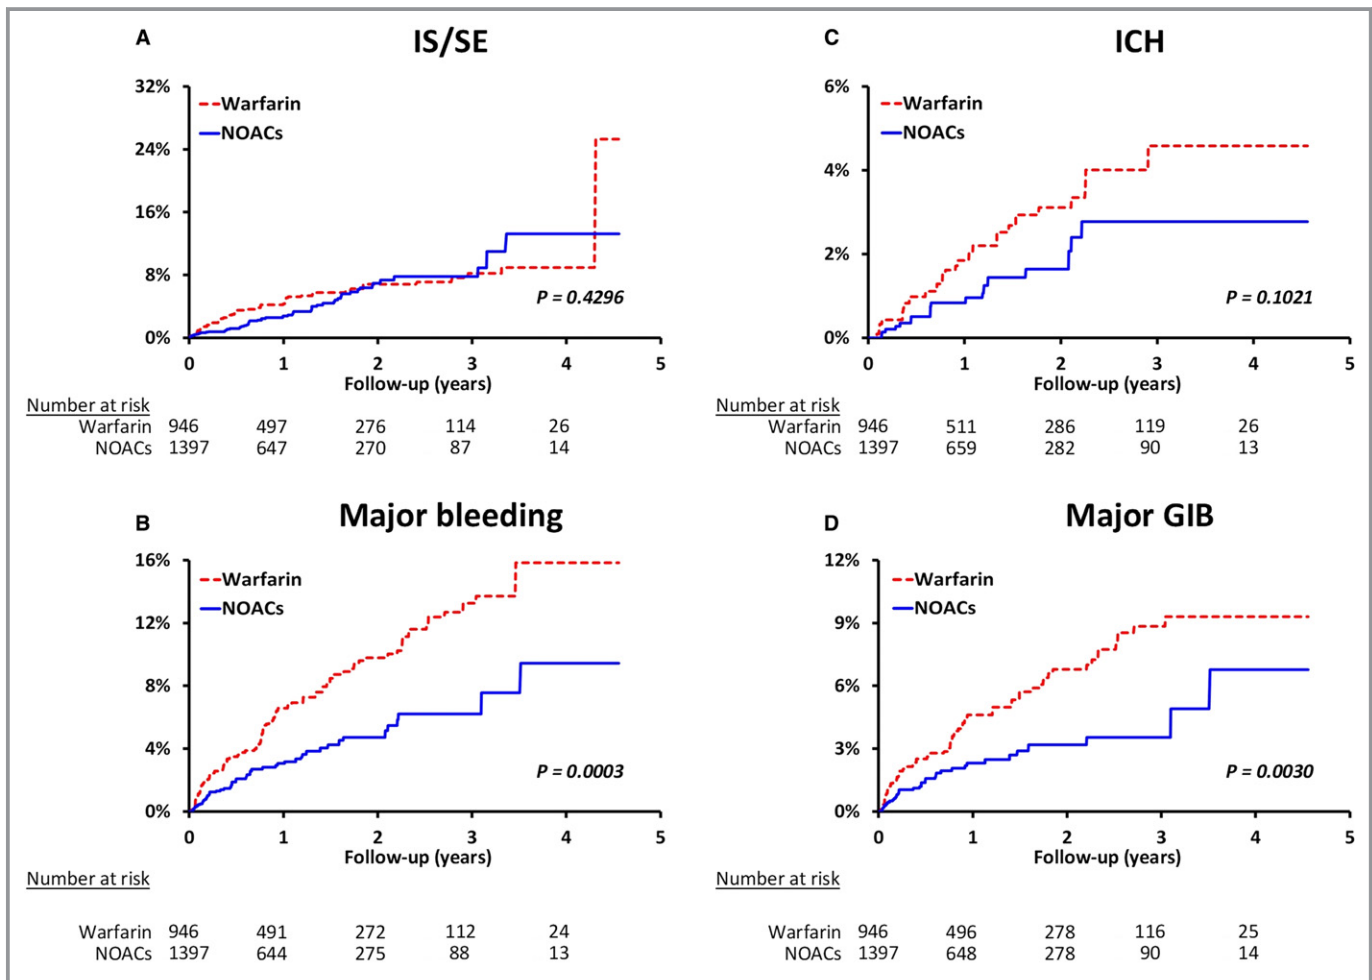 A
IS/SE
32%
24%
16%
8%
0%
Warfarin
NOACs
P = 0.4296
0 1 2 3 4 5
Follow-up (years)
Number at risk
Warfarin 946 497 276 114 26
NOACs 1397 647 270 87 14
C
ICH
6%
4%
2%
0%
Warfarin
NOACs
P = 0.1021
0 1 2 3 4 5
Follow-up (years)
Number at risk
Warfarin 946 511 286 119 26
NOACs 1397 659 282 90 13
B
Major bleeding
16%
12%
8%
4%
0%
Warfarin
NOACs
P = 0.0003
0 1 2 3 4 5
Follow-up (years)
Number at risk
Warfarin 946 491 272 112 24
NOACs 1397 644 275 88 13
D
Major GIB
12%
9%
6%
3%
0%
Warfarin
NOACs
P = 0.0030
0 1 2 3 4 5
Follow-up (years)
Number at risk
Warfarin 946 496 278 116 25
NOACs 1397 648 278 90 14